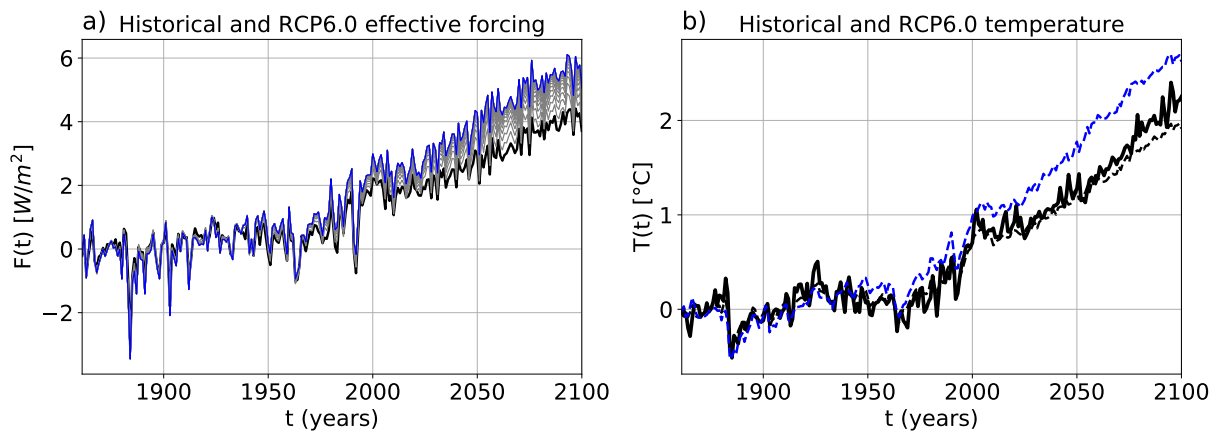 a) Historical and RCP6.0 effective forcing
F(t) [W/m²]
6
4
2
0
−2
1900 1950 2000 2050 2100
t (years)
b) Historical and RCP6.0 temperature
T(t) [°C]
2
1
0
1900 1950 2000 2050 2100
t (years)